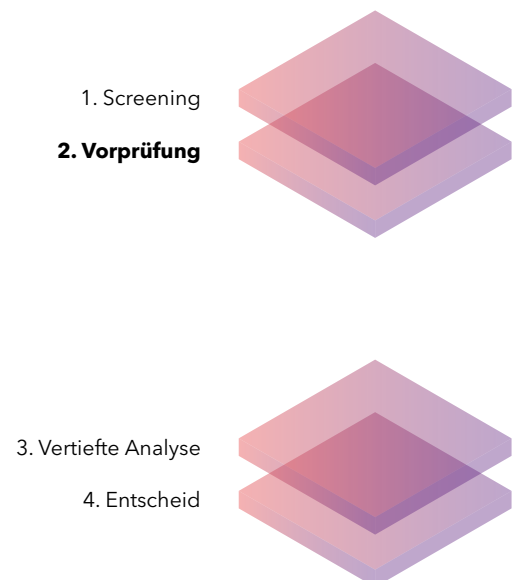 1. Screening
2. Vorprüfung
3. Vertiefte Analyse
4. Entscheid